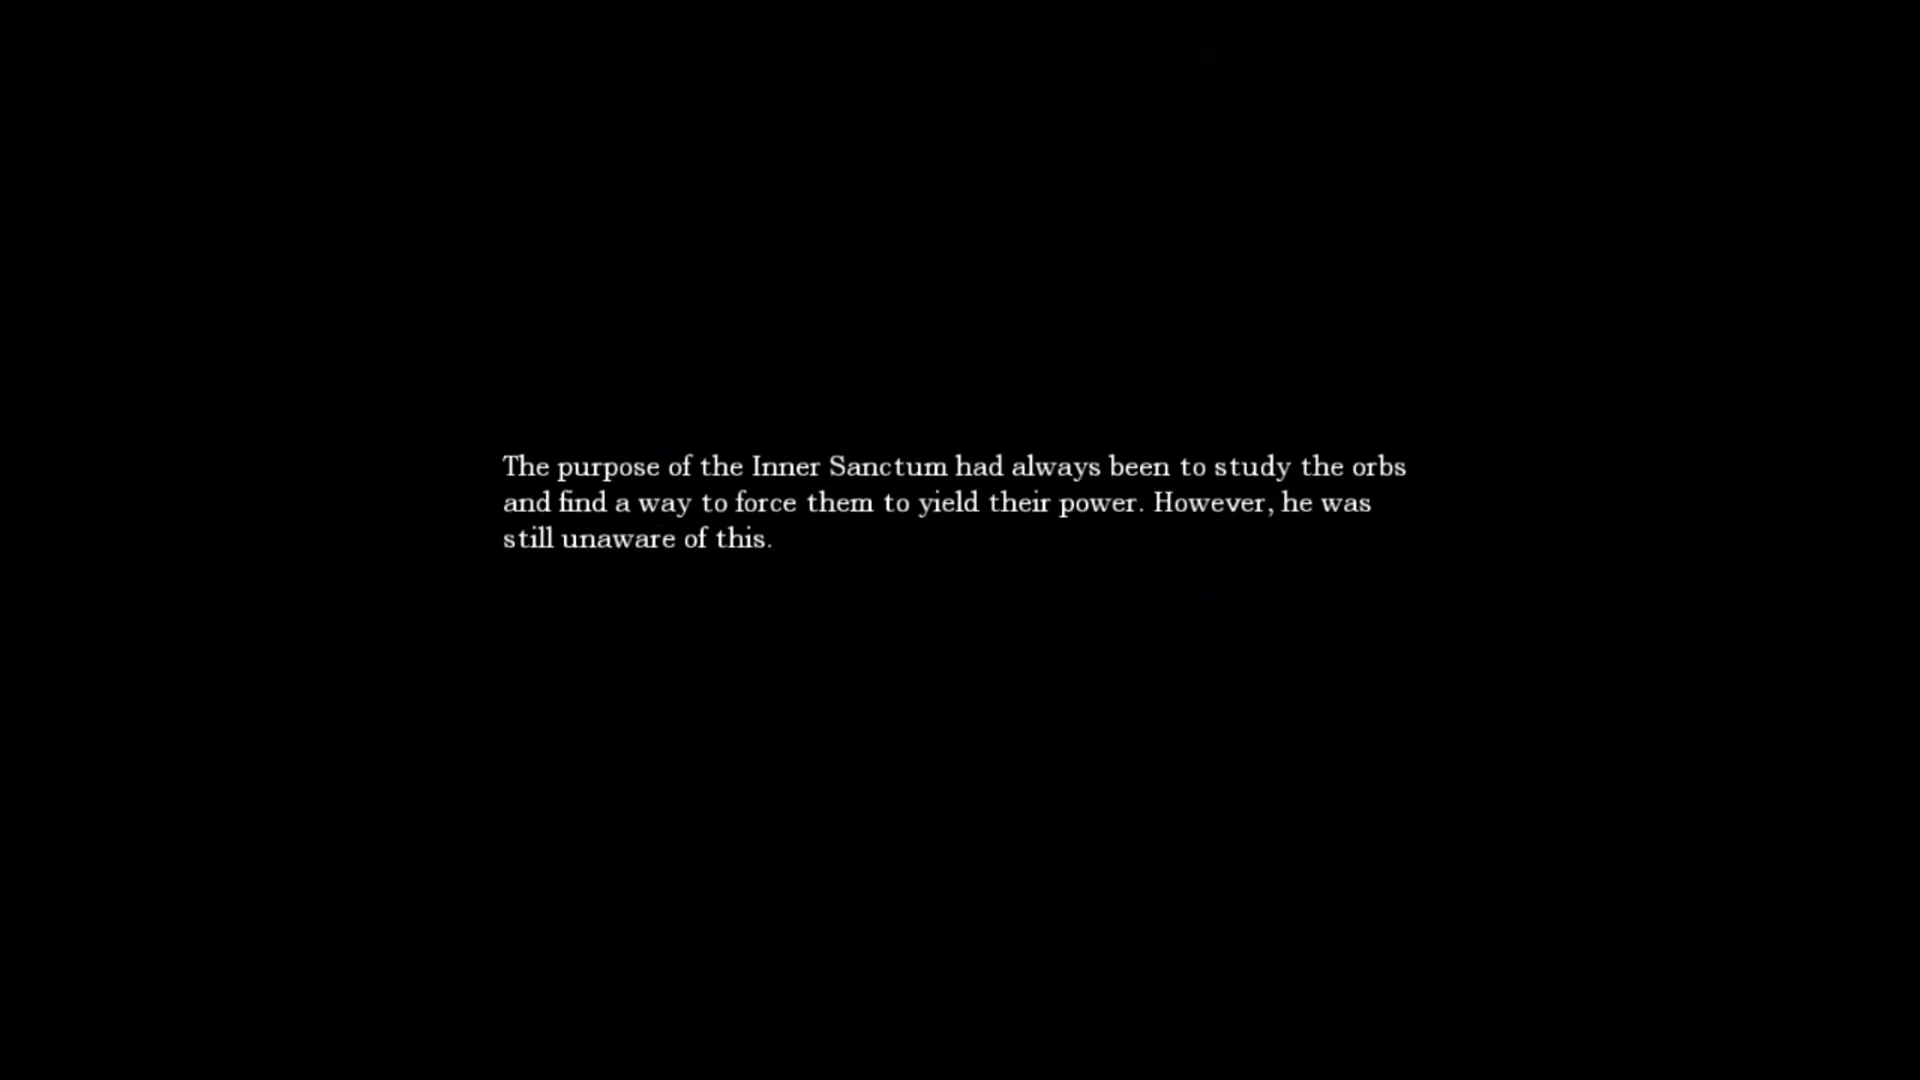 The purpose of the Inner Sanctum had always been to study the orbs
and find a way to force them to yield their power. However, he was
still unaware of this.